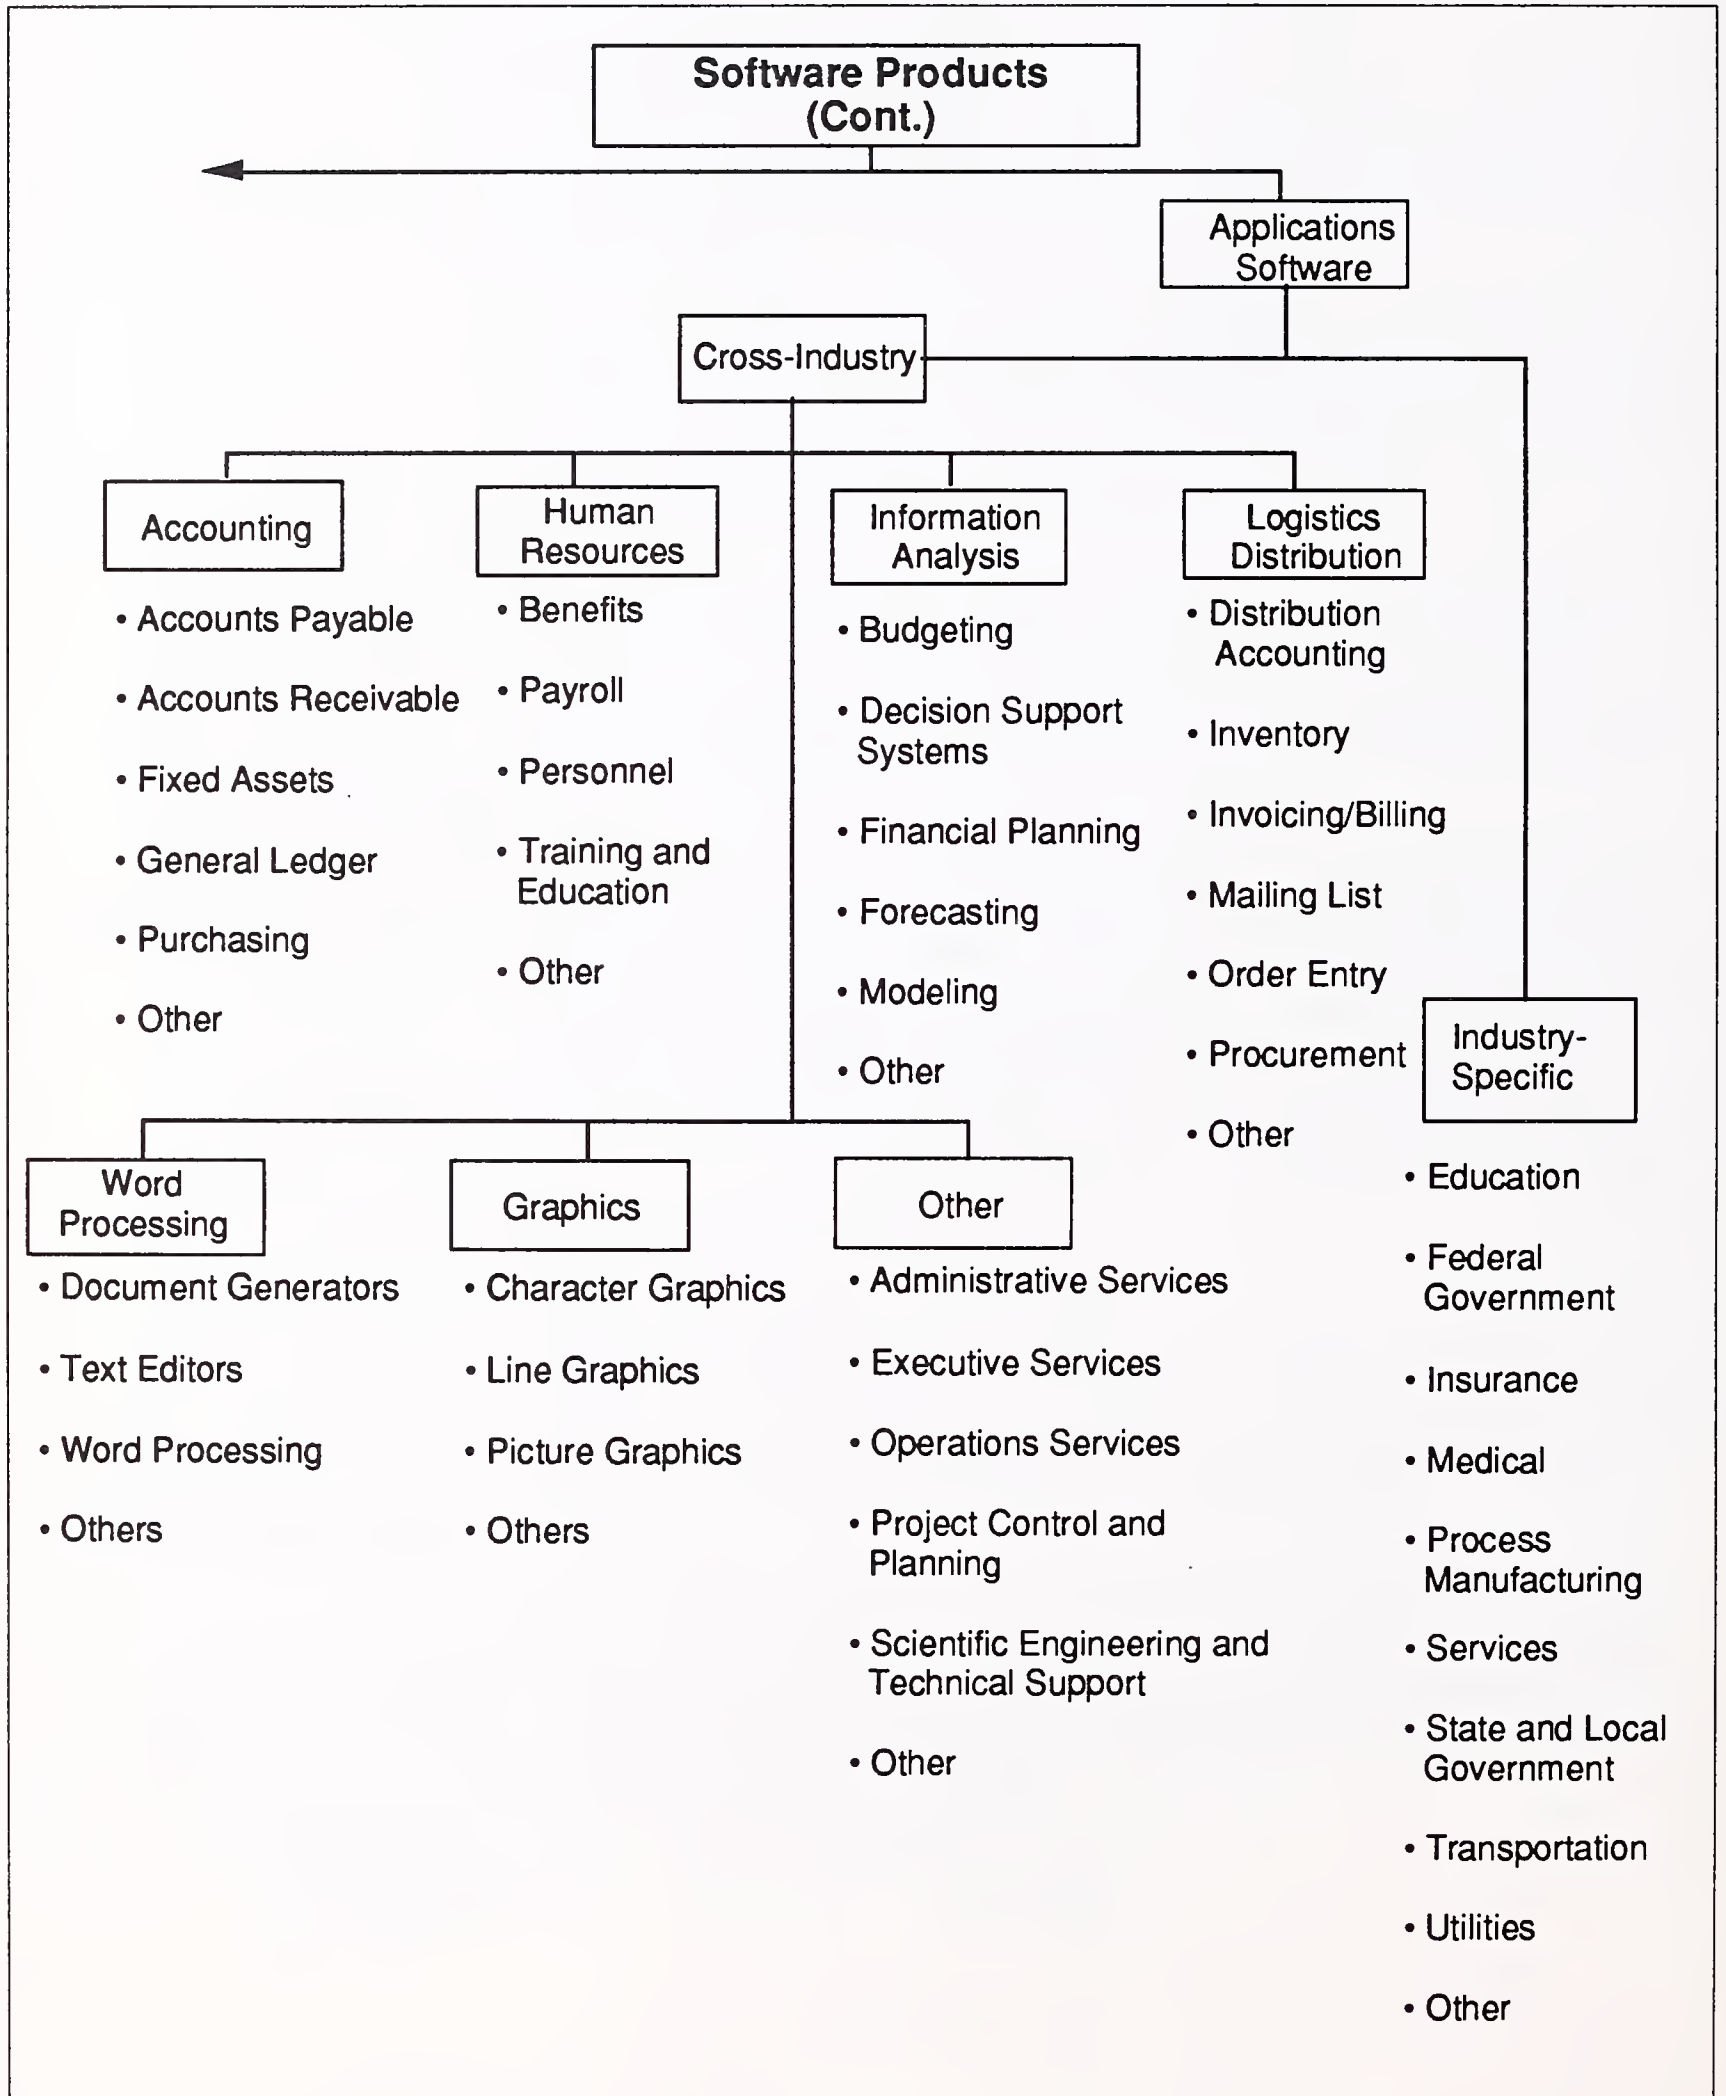 Software Products
(Cont.)
Applications
Software
Cross-Industry
Accounting
• Accounts Payable
• Accounts Receivable
• Fixed Assets
• General Ledger
• Purchasing
• Other
Human
Resources
• Benefits
• Payroll
• Personnel
• Training and
Education
• Other
Information
Analysis
• Budgeting
• Decision Support
Systems
• Financial Planning
• Forecasting
• Modeling
• Other
Logistics
Distribution
• Distribution
Accounting
• Inventory
• Invoicing/Billing
• Mailing List
• Order Entry
• Procurement
• Other
Word
Processing
• Document Generators
• Text Editors
• Word Processing
• Others
Graphics
• Character Graphics
• Line Graphics
• Picture Graphics
• Others
Other
• Administrative Services
• Executive Services
• Operations Services
• Project Control and
Planning
• Scientific Engineering and
Technical Support
• Other
Industry-
Specific
• Education
• Federal
Government
• Insurance
• Medical
• Process
Manufacturing
• Services
• State and Local
Government
• Transportation
• Utilities
• Other